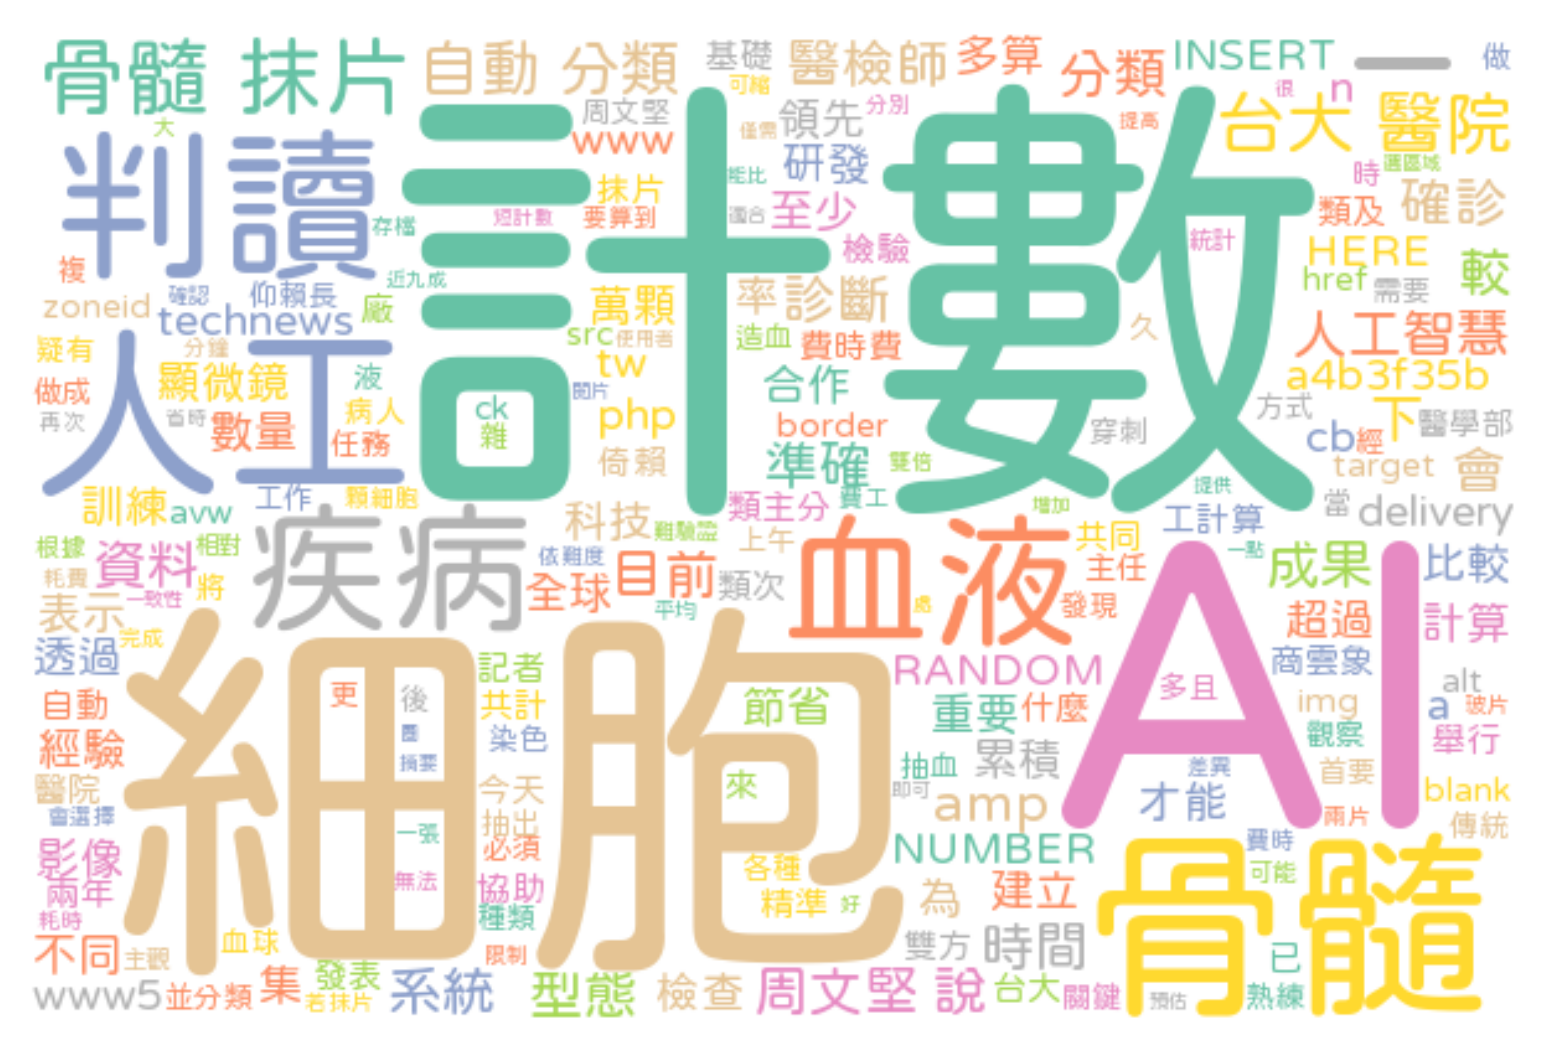 骨髓 抹片 自動 分類 基礎 醫檢師 多算 分類 INSERT 一 做
可縮 很 n
大 周文堅 僅需 領先 分別 提高 台大 醫院
判讀 www 計數 研發 時
能比 抹片 類及 確診
存檔 短計數 要算到 適合 至少
檢驗 統計 HERE
複 近九成 href 需要 較
zoneid 確認 仰賴長 廠 萬顆 率 診斷
technews src 使用者 造血 費時費 久 人工智慧
疑有 分鐘 tw
人工 顯微鏡 液 閱片 合作 a4b3f35b
做成 病人 ck php border 方式 下 醫學部
再次 省時 數量 任務 雜 穿刺 cb 經
倚賴 準確 雙倍 target 會
訓練 工作 顆細胞 類主分 費工 增加 提供 當 delivery
avw 科技 難驗證 上午 共同 工計算
根據 相對 疾病 依難度 血液 一點 成果 比較
資料 目前 主任
耗費 將 全球 類次 AI
一致性 平均 處 發現 超過 計算
表示 完成
透過 細胞 記者 RANDOM 商雲象
更 後 多且 alt
自動 共計 節省 重要 什麼 img a 玻片
圈 染色 觀察 舉行
經驗 摘要 累積
抽血 差異 首要
醫院 今天 來 即可 才能 blank
會選擇 抽出 amp 兩片 傳統
一張 必須 NUMBER 費時
影像 各種 骨髓 可能
兩年 無法 協助 精準 好 為 建立
耗時 種類
血球 雙方 時間
不同 主觀 限制 已
集 發表 系統 型態 檢查 周文堅 說 台大
www5 並分類 若抹片 關鍵 預估 熟練